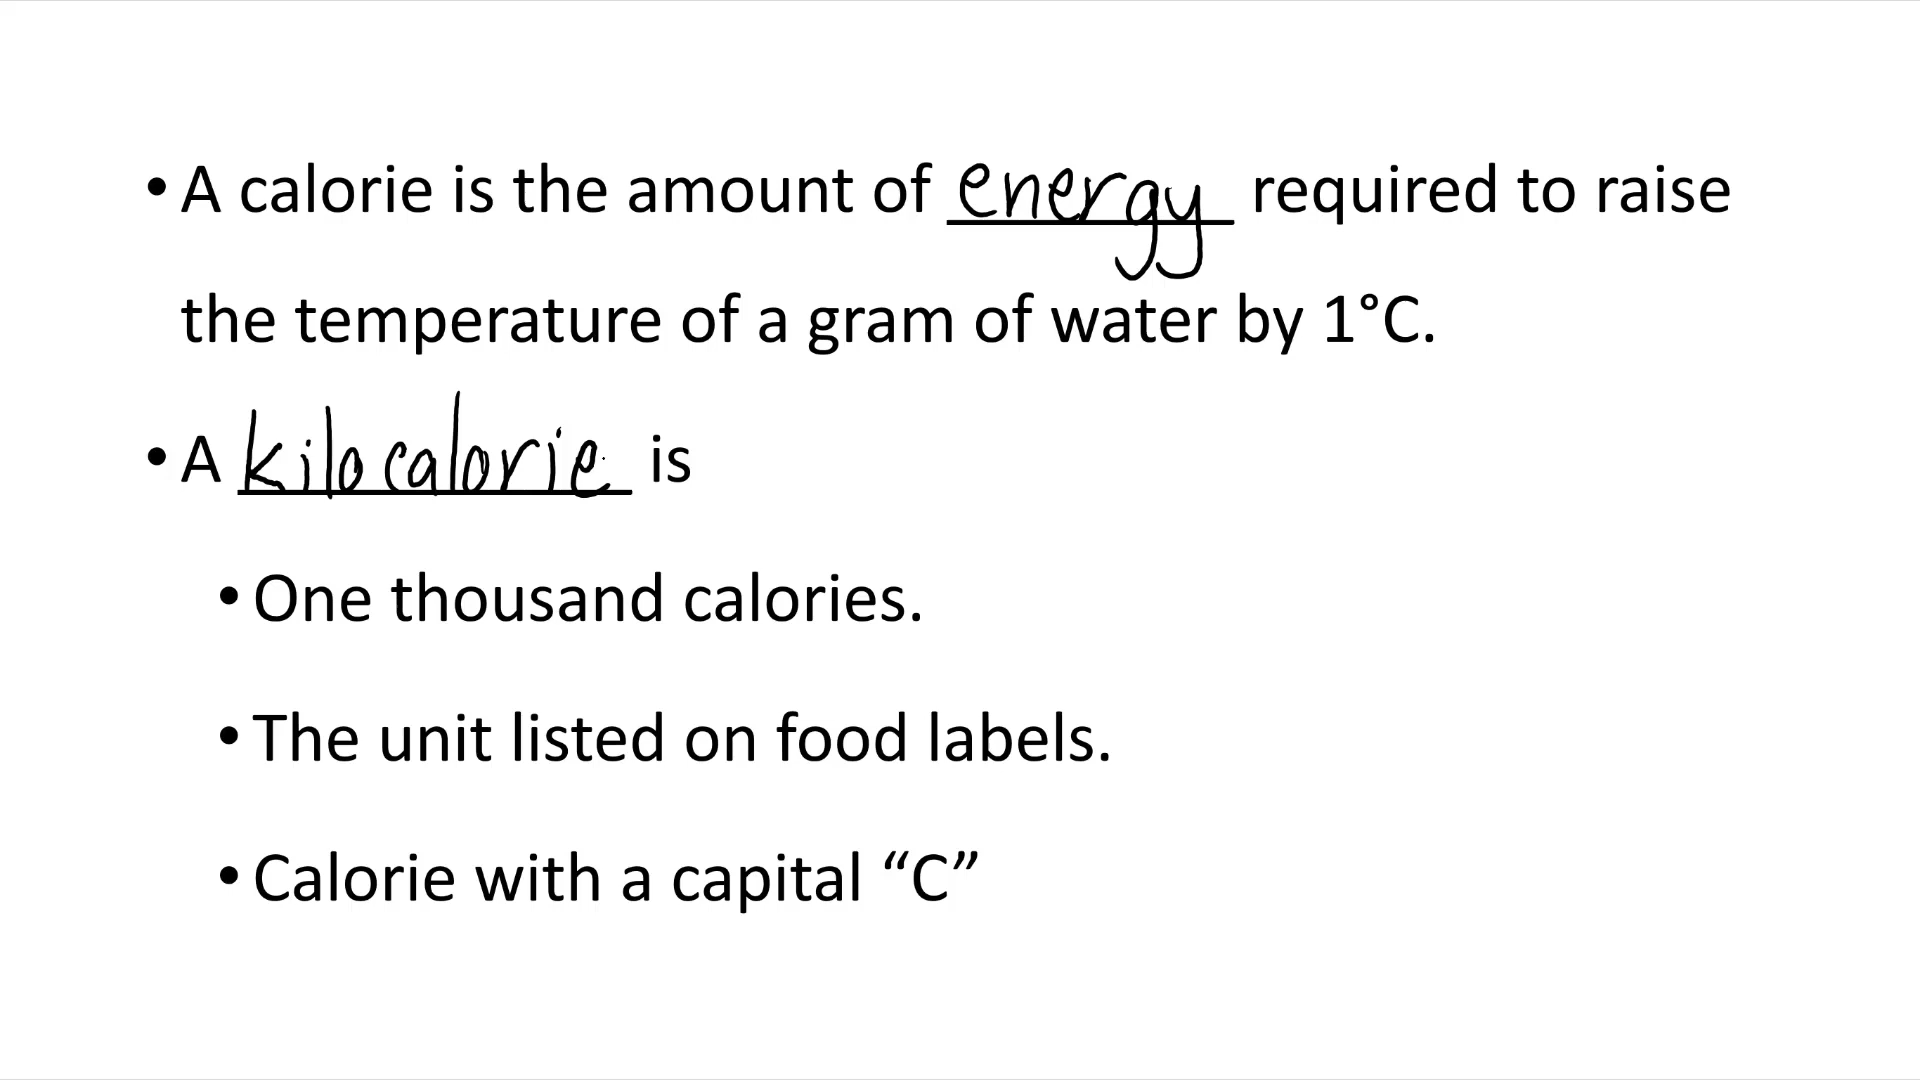 • A calorie is the amount of energy required to raise
the temperature of a gram of water by 1°C.
• A kilocalorie is
• One thousand calories.
• The unit listed on food labels.
• Calorie with a capital “C”